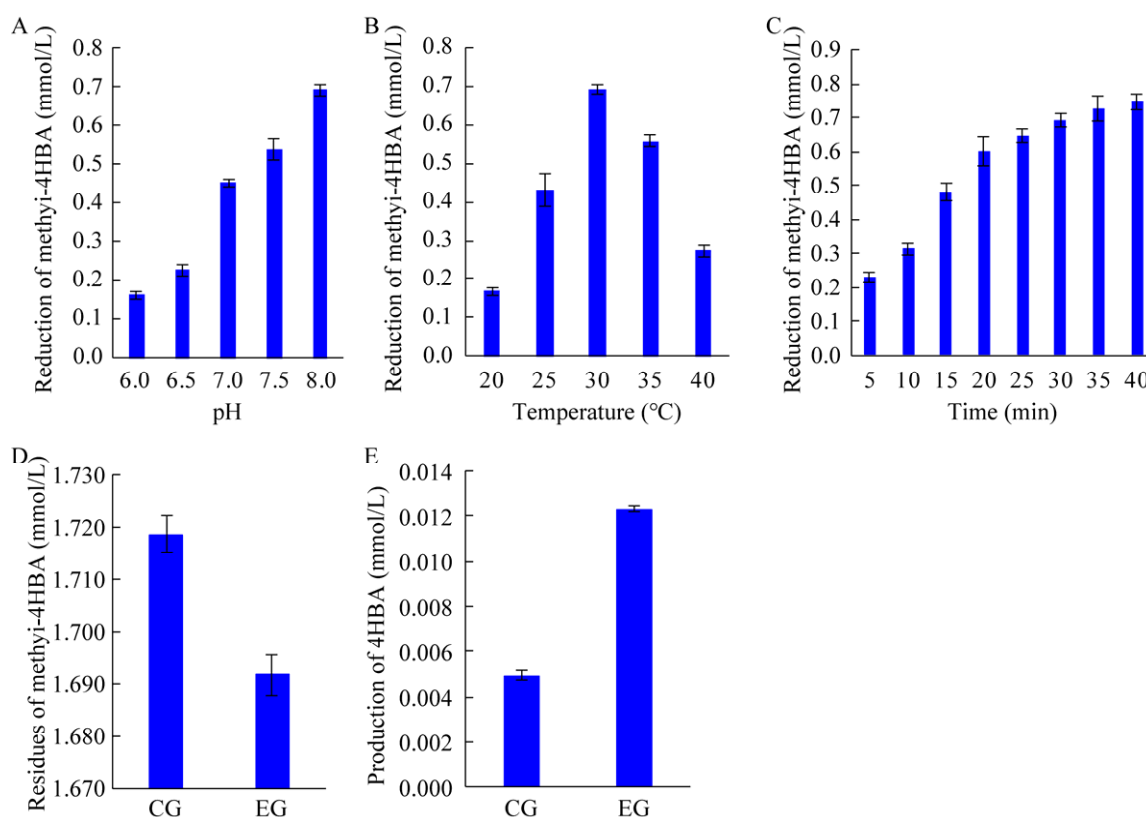 A
Reduction of methyi-4HBA (mmol/L)
0.8
0.7
0.6
0.5
0.4
0.3
0.2
0.1
0.0
6.0 6.5 7.0 7.5 8.0
pH
B
Reduction of methyi-4HBA (mmol/L)
0.8
0.7
0.6
0.5
0.4
0.3
0.2
0.1
0.0
20 25 30 35 40
Temperature (°C)
C
Reduction of methyi-4HBA (mmol/L)
0.9
0.8
0.7
0.6
0.5
0.4
0.3
0.2
0.1
0.0
5 10 15 20 25 30 35 40
Time (min)
D
Residues of methyi-4HBA (mmol/L)
1.730
1.720
1.710
1.700
1.690
1.680
1.670
CG EG
E
Production of 4HBA (mmol/L)
0.014
0.012
0.010
0.008
0.006
0.004
0.002
0.000
CG EG